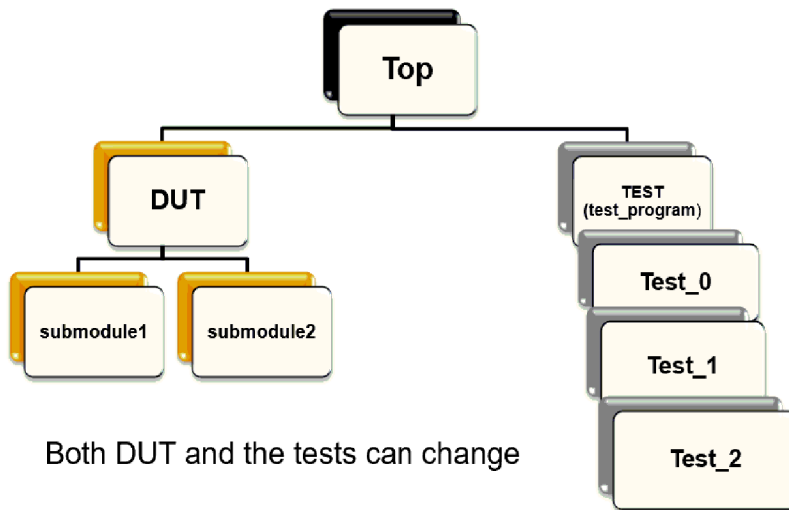 Top
DUT
TEST
(test_program)
submodule1
submodule2
Test_0
Test_1
Test_2
Both DUT and the tests can change